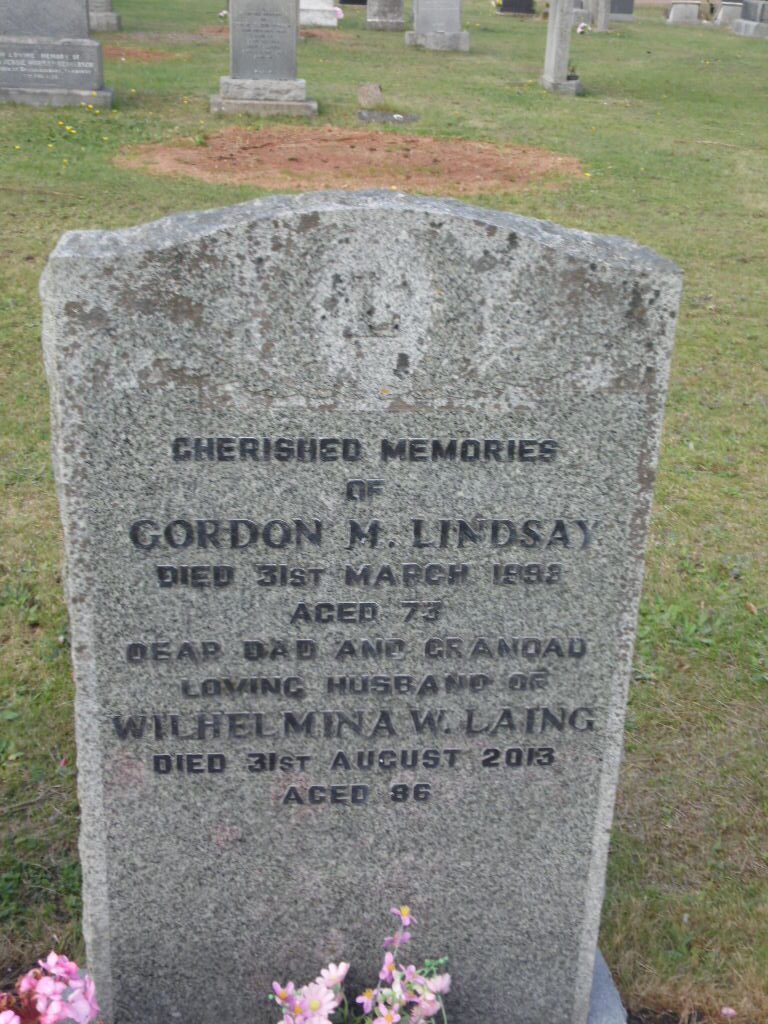 CHERISHED MEMORIES
OF
GORDON M. LINDSAY
DIED 31ST MARCH 1998
AGED 73
DEAR DAD AND GRANDAD
LOVING HUSBAND OF
WILHELMINA W. LAING
DIED 31ST AUGUST 2013
AGED 86